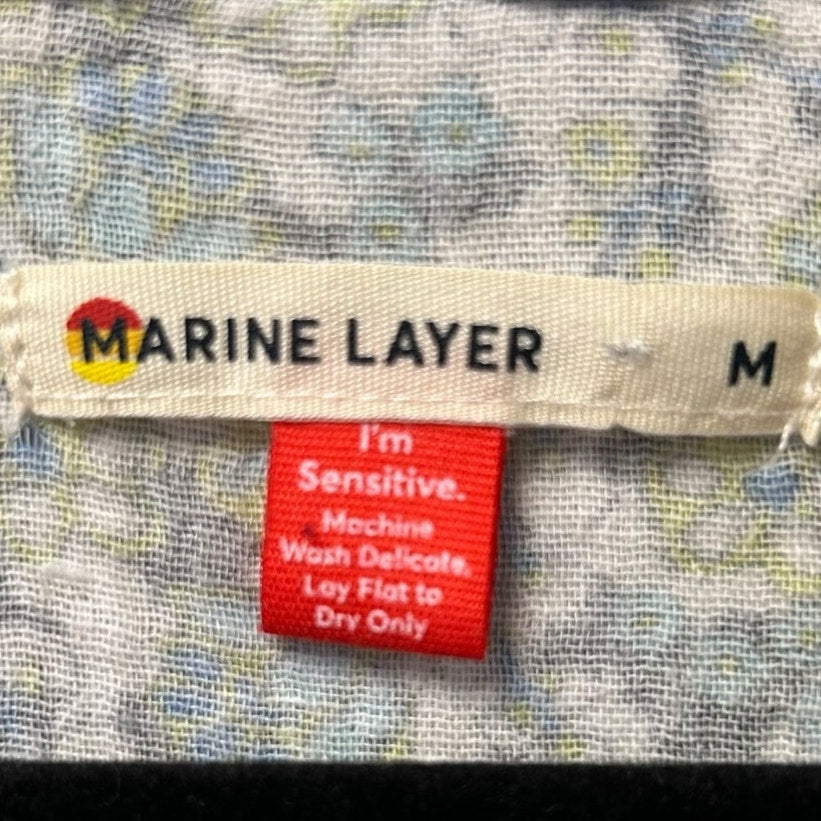 MARINE LAYER M
I'm
Sensitive.
Machine
Wash Delicate,
Lay Flat to
Dry Only